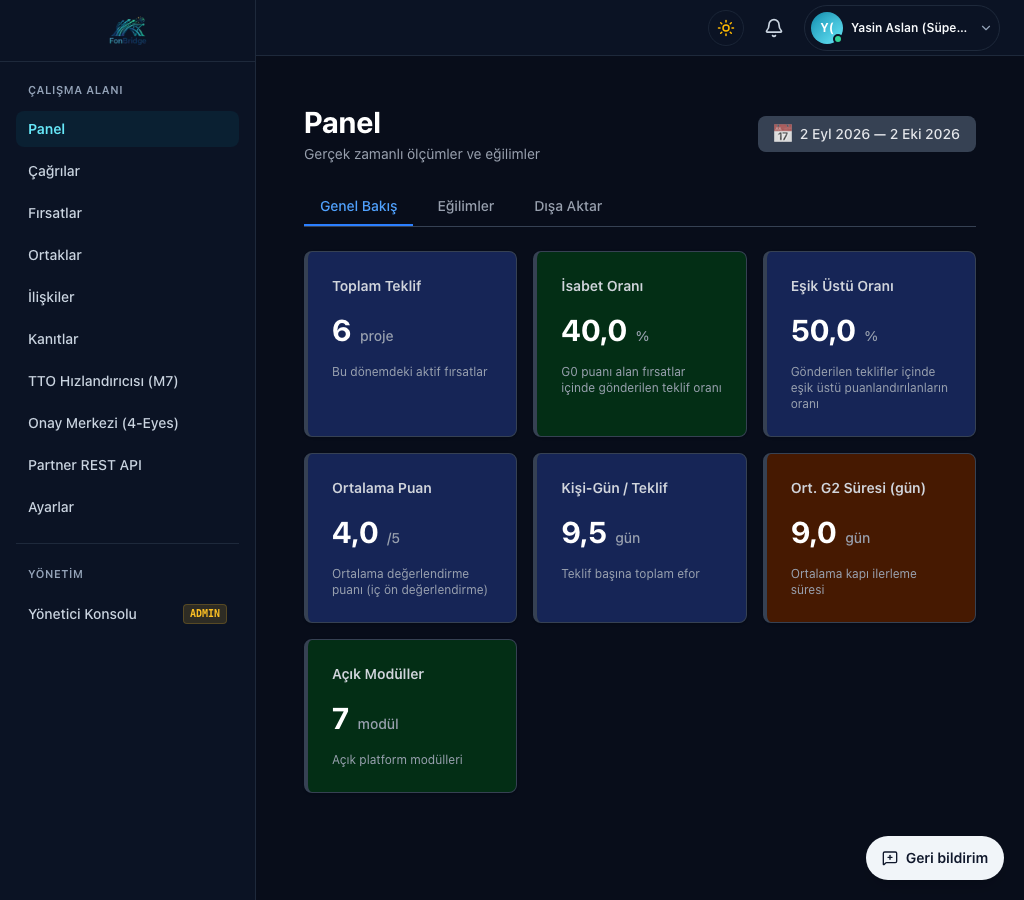 FonBridge
Y(
Yasin Aslan (Süpe...
ÇALIŞMA ALANI
Panel
Çağrılar
Fırsatlar
Ortaklar
İlişkiler
Kanıtlar
TTO Hızlandırıcısı (M7)
Onay Merkezi (4-Eyes)
Partner REST API
Ayarlar
YÖNETİM
Yönetici Konsolu
ADMIN
Panel
Gerçek zamanlı ölçümler ve eğilimler
17
2 Eyl 2026 — 2 Eki 2026
Genel Bakış
Eğilimler
Dışa Aktar
Toplam Teklif
6 proje
Bu dönemdeki aktif fırsatlar
İsabet Oranı
40,0 %
G0 puanı alan fırsatlar
içinde gönderilen teklif oranı
Eşik Üstü Oranı
50,0 %
Gönderilen teklifler içinde
eşik üstü puanlandırılanların
oranı
Ortalama Puan
4,0 /5
Ortalama değerlendirme
puanı (iç ön değerlendirme)
Kişi-Gün / Teklif
9,5 gün
Teklif başına toplam efor
Ort. G2 Süresi (gün)
9,0 gün
Ortalama kapı ilerleme
süresi
Açık Modüller
7 modül
Açık platform modülleri
Geri bildirim